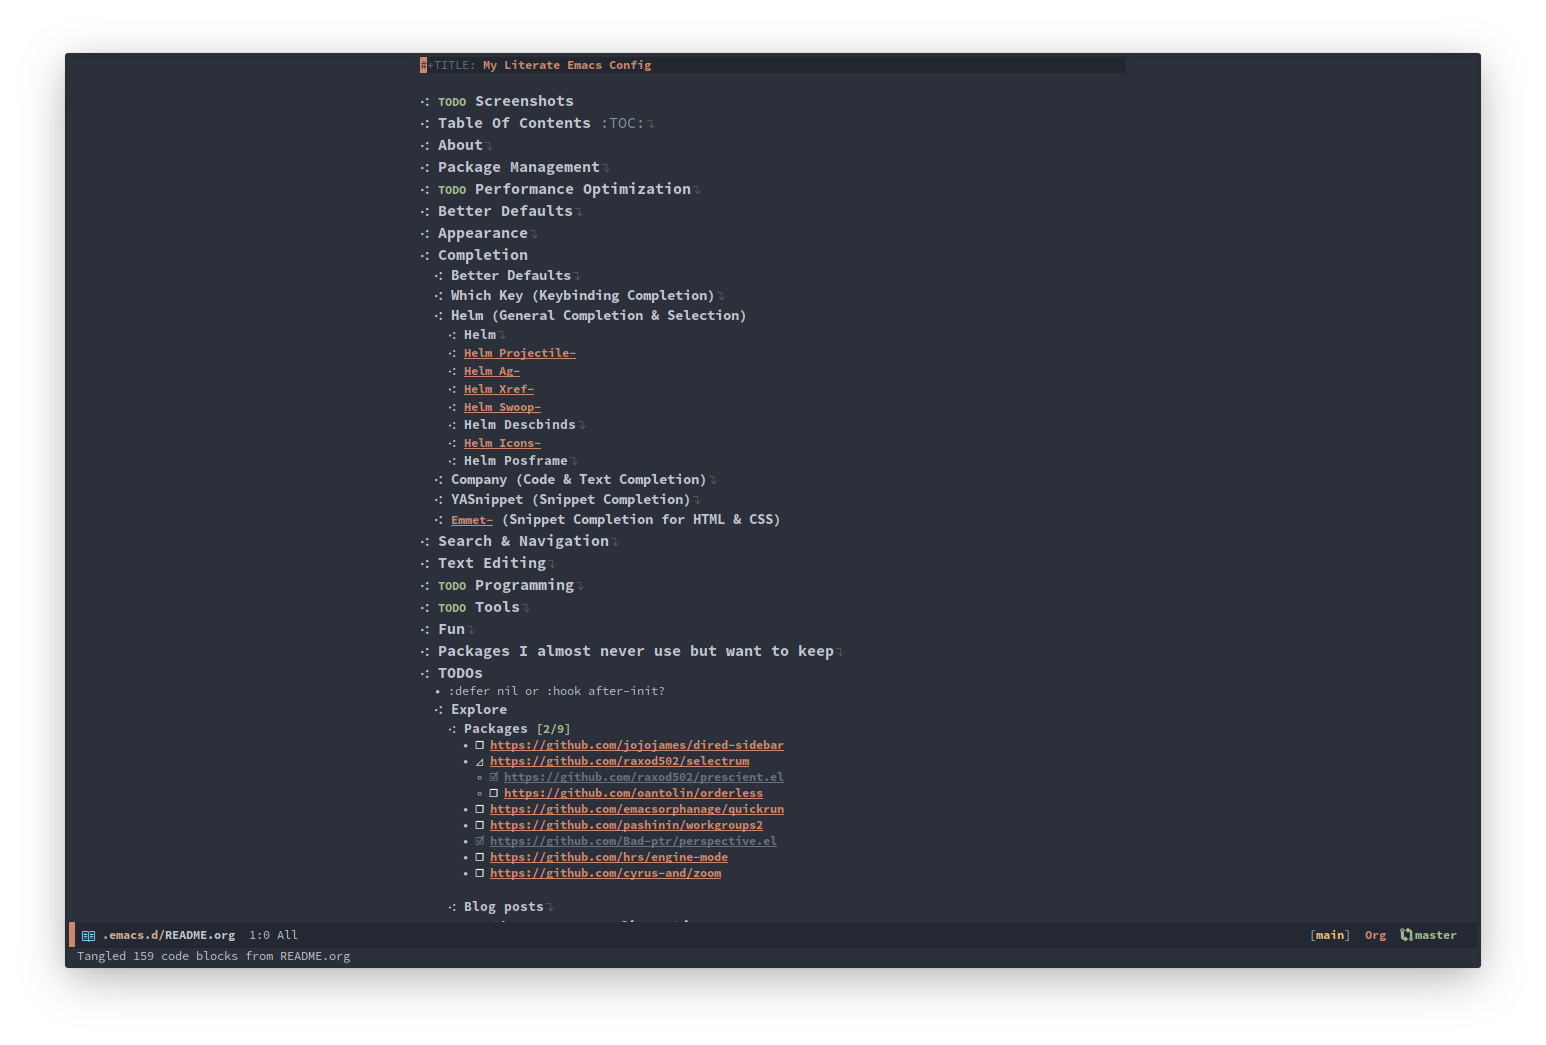 #+TITLE: My Literate Emacs Config
TODO Screenshots
Table Of Contents :TOC:
About
Package Management
TODO Performance Optimization
Better Defaults
Appearance
Completion
Better Defaults
Which Key (Keybinding Completion)
Helm (General Completion & Selection)
Helm
Helm Projectile~
Helm Ag~
Helm Xref~
Helm Swoop~
Helm Descbinds
Helm Icons~
Helm Posframe
Company (Code & Text Completion)
YASnippet (Snippet Completion)
Emmet~ (Snippet Completion for HTML & CSS)
Search & Navigation
Text Editing
TODO Programming
TODO Tools
Fun
Packages I almost never use but want to keep
TODOs
• :defer nil or :hook after-init?
Explore
Packages [2/9]
• https://github.com/jojojames/dired-sidebar
• https://github.com/raxod502/selectrum
https://github.com/raxod502/prescient.el
https://github.com/oantolin/orderless
• https://github.com/emacsorphanage/quickrun
• https://github.com/pashinin/workgroups2
• https://github.com/Bad-ptr/perspective.el
• https://github.com/hrs/engine-mode
• https://github.com/cyrus-and/zoom
Blog posts
.emacs.d/README.org 1:0 All [main] Org master
Tangled 159 code blocks from README.org